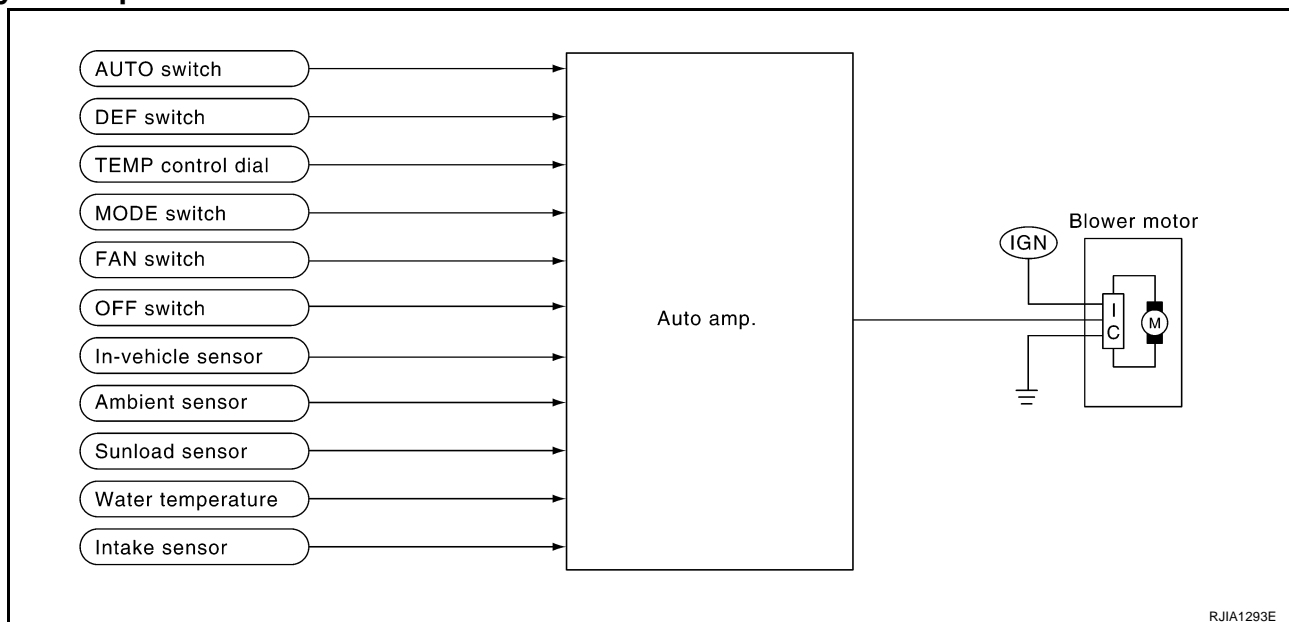 AUTO switch
DEF switch
TEMP control dial
MODE switch
FAN switch
OFF switch
In-vehicle sensor
Ambient sensor
Sunload sensor
Water temperature
Intake sensor
Auto amp.
IGN
Blower motor
I
C
M
RJIA1293E